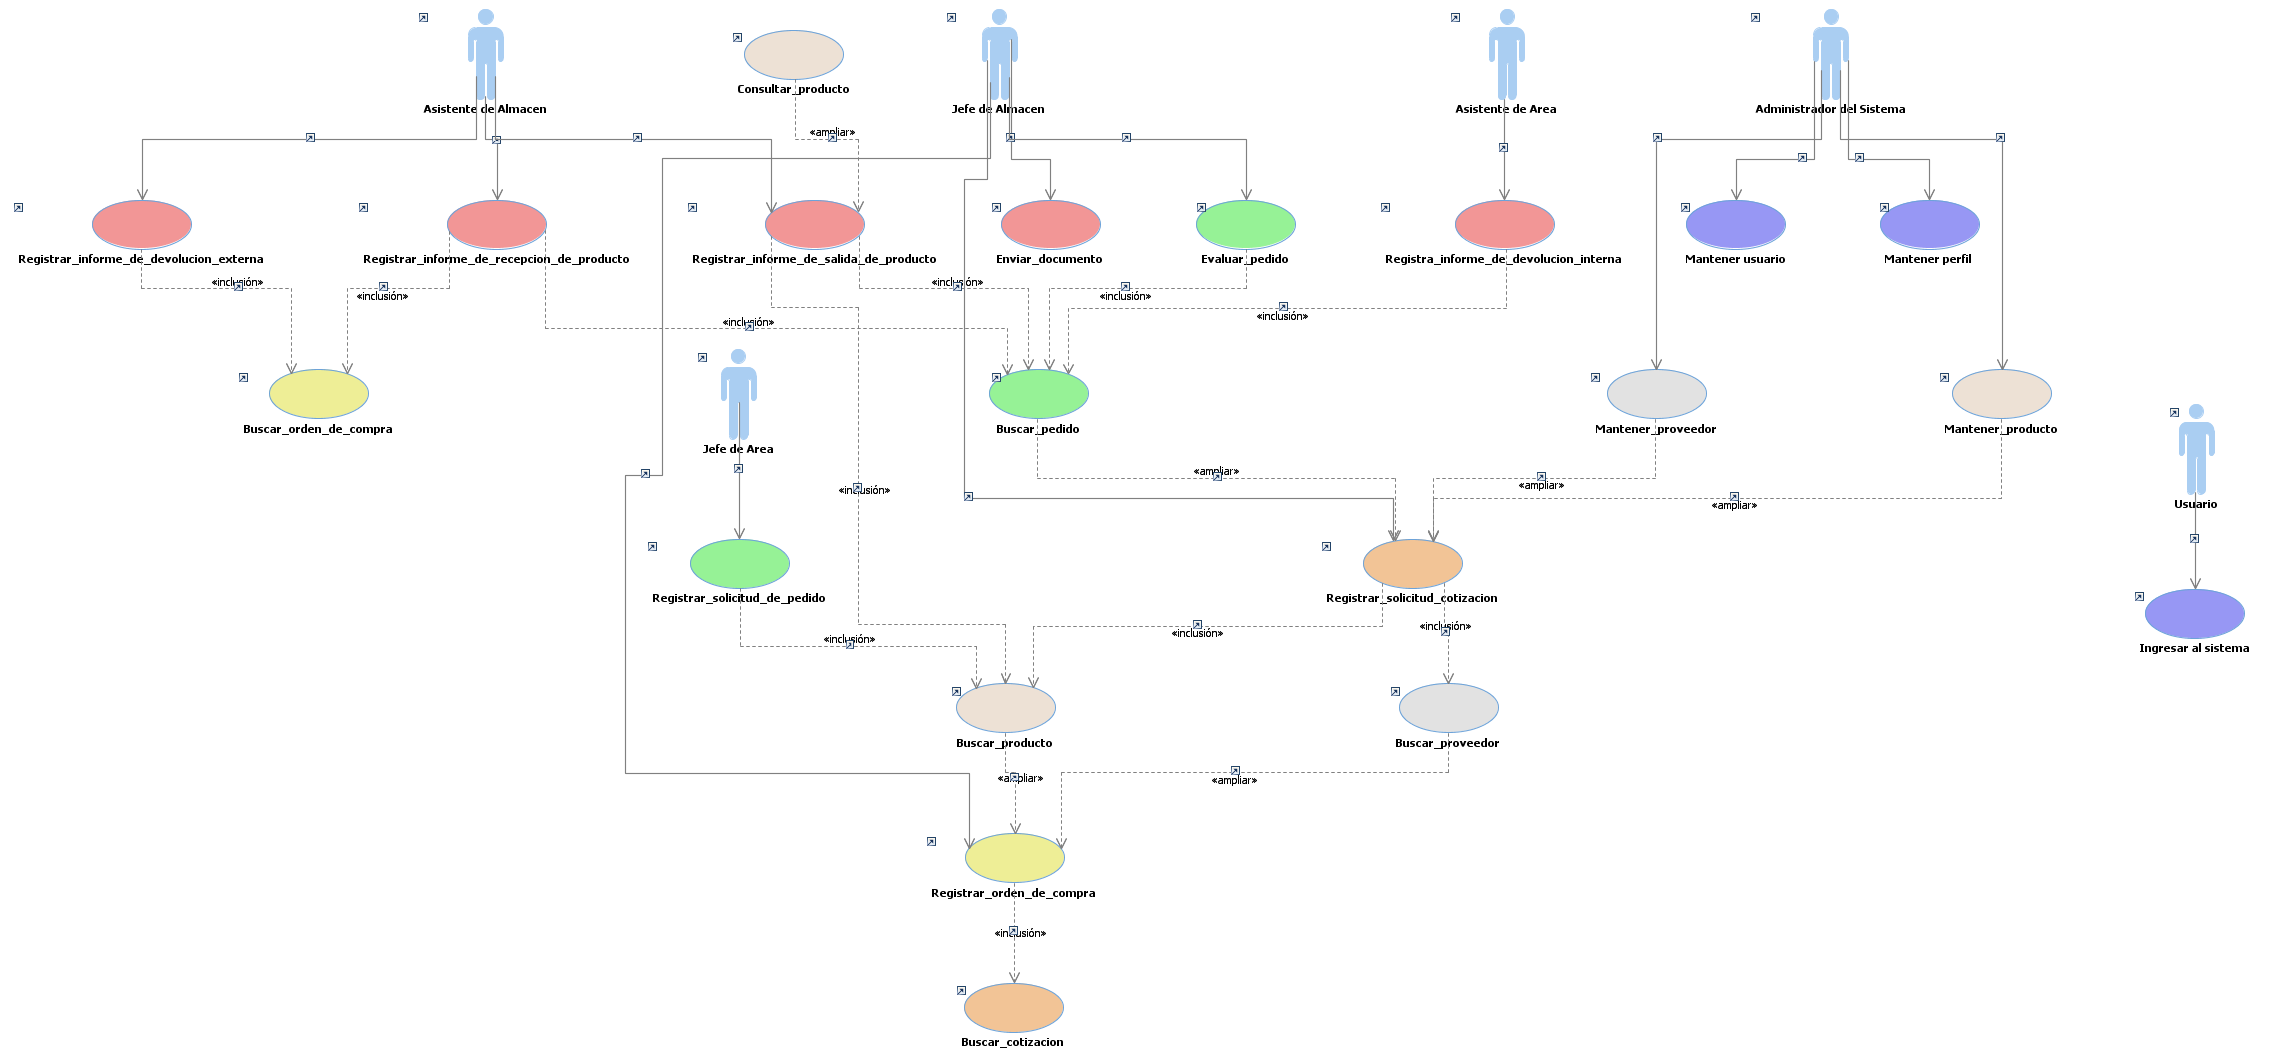 Consultar_producto
Asistente de Almacen
Jefe de Almacen
Asistente de Area
Administrador del Sistema
«ampliar»
Registrar_informe_de_devolucion_externa
Registrar_informe_de_recepcion_de_producto
Registrar_informe_de_salida_de_producto
Enviar_documento
Evaluar_pedido
Registra_informe_de_devolucion_interna
Mantener usuario
Mantener perfil
«inclusión»
«inclusión»
«inclusión»
«inclusión»
«inclusión»
«inclusión»
Buscar_orden_de_compra
Jefe de Area
Buscar_pedido
Mantener_proveedor
Mantener_producto
«ampliar»
«ampliar»
«inclusión»
«ampliar»
Usuario
Registrar_solicitud_de_pedido
Registrar_solicitud_cotizacion
«inclusión»
«inclusión»
«inclusión»
Ingresar al sistema
Buscar_producto
Buscar_proveedor
«ampliar»
«ampliar»
Registrar_orden_de_compra
«inclusión»
Buscar_cotizacion